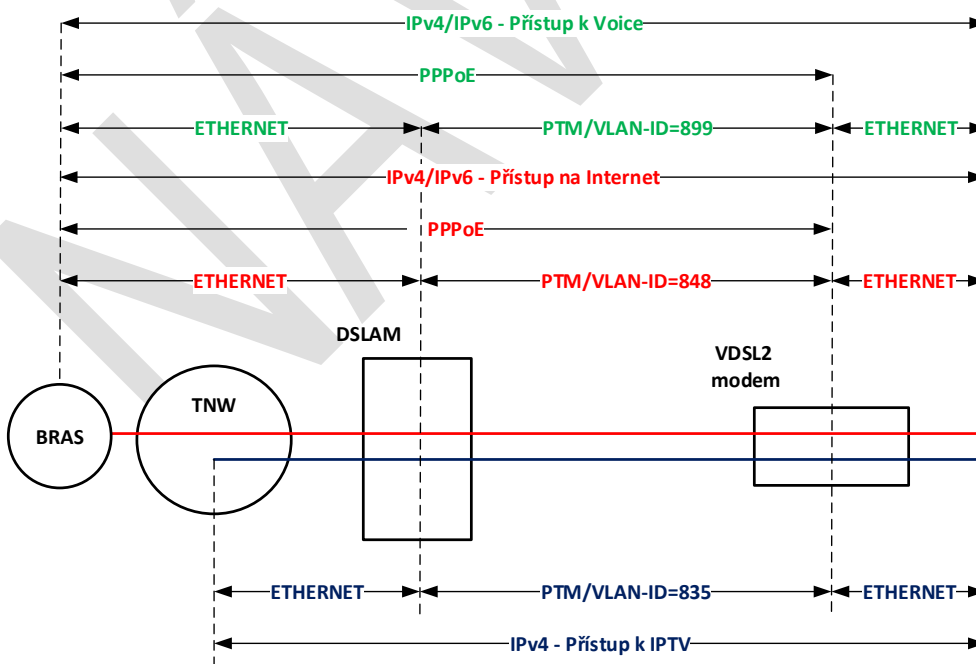 IPv4/IPv6 - Přístup k Voice
PPPoE
ETHERNET PTM/VLAN-ID=899 ETHERNET
IPv4/IPv6 - Přístup na Internet
PPPoE
ETHERNET PTM/VLAN-ID=848 ETHERNET
DSLAM
VDSL2
modem
TNW
BRAS
ETHERNET PTM/VLAN-ID=835 ETHERNET
IPv4 - Přístup k IPTV